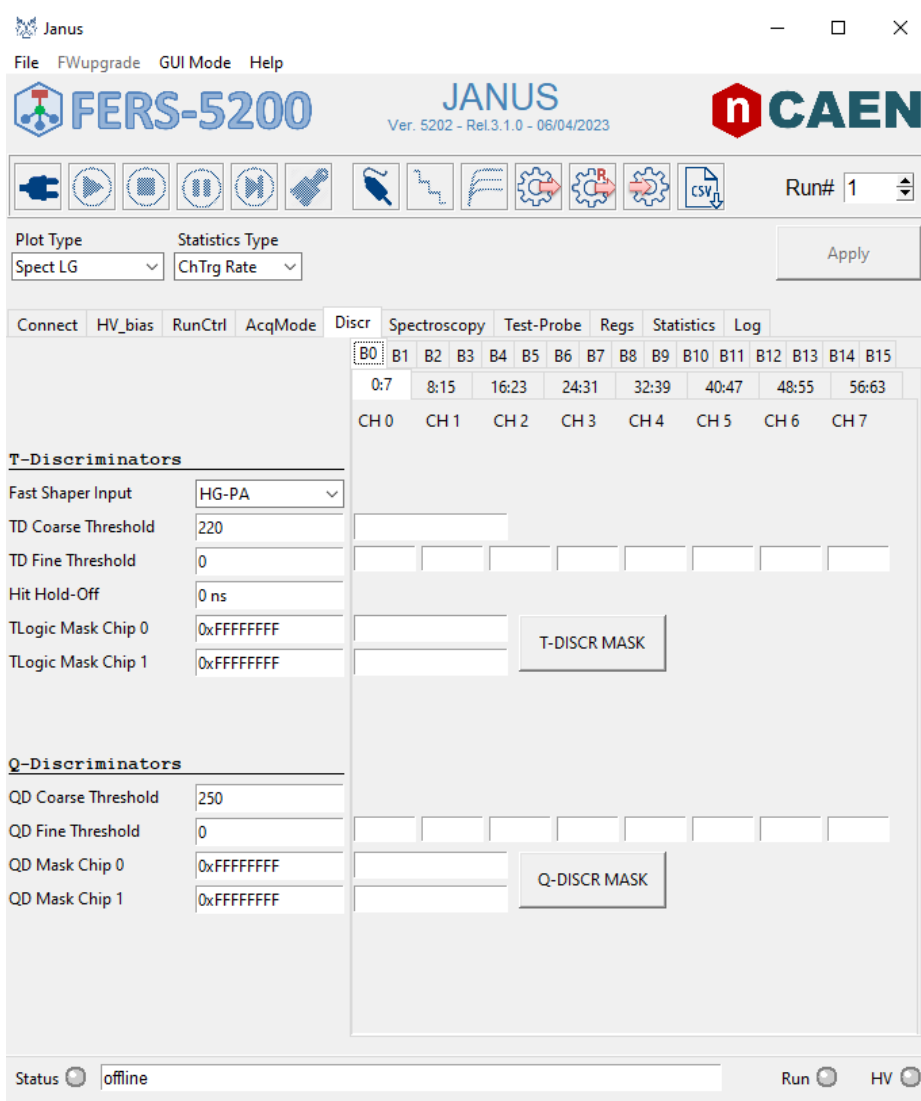 Janus
File FWupgrade GUI Mode Help
FERS-5200
JANUS
Ver. 5202 - Rel.3.1.0 - 06/04/2023
n CAEN
R
CSV
Run# 1
Plot Type Statistics Type
Spect LG ChTrg Rate
Apply
Connect HV_bias RunCtrl AcqMode Discr Spectroscopy Test-Probe Regs Statistics Log
B0 B1 B2 B3 B4 B5 B6 B7 B8 B9 B10 B11 B12 B13 B14 B15
0:7 8:15 16:23 24:31 32:39 40:47 48:55 56:63
CH 0 CH 1 CH 2 CH 3 CH 4 CH 5 CH 6 CH 7
T-Discriminators
Fast Shaper Input HG-PA
TD Coarse Threshold 220
TD Fine Threshold 0
Hit Hold-Off 0 ns
TLogic Mask Chip 0 0xFFFFFFFF
T-DISCR MASK
TLogic Mask Chip 1 0xFFFFFFFF
Q-Discriminators
QD Coarse Threshold 250
QD Fine Threshold 0
QD Mask Chip 0 0xFFFFFFFF
Q-DISCR MASK
QD Mask Chip 1 0xFFFFFFFF
Status offline Run HV